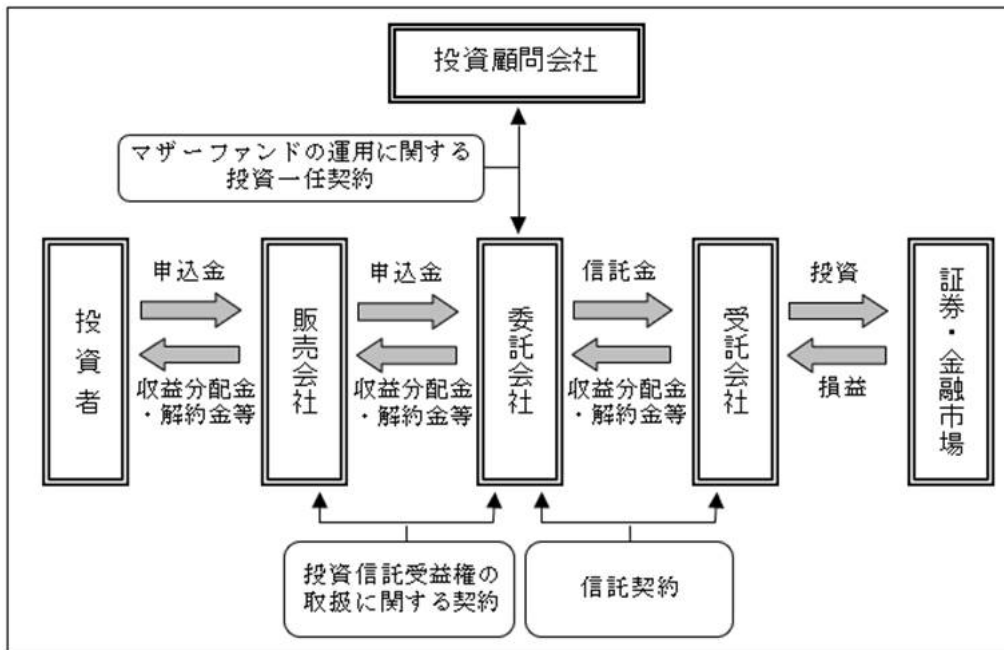 投資顧問会社
マザーファンドの運用に関する
投資一任契約
投資者
申込金
収益分配金
・解約金等
販売会社
申込金
収益分配金
・解約金等
委託会社
信託金
収益分配金
・解約金等
受託会社
投資
損益
証券・金融市場
投資信託受益権の
取扱に関する契約
信託契約